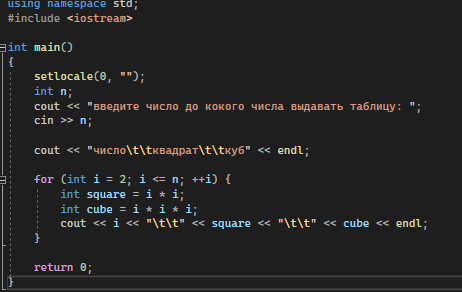 using namespace std;
#include <iostream>
int main()
{
setlocale(0, "");
int n;
cout << "введите число до кокого числа выдавать таблицу: ";
cin >> n;
cout << "число\t\tквадрат\t\tкуб" << endl;
for (int i = 2; i <= n; ++i) {
int square = i * i;
int cube = i * i * i;
cout << i << "\t\t" << square << "\t\t" << cube << endl;
}
return 0;
}